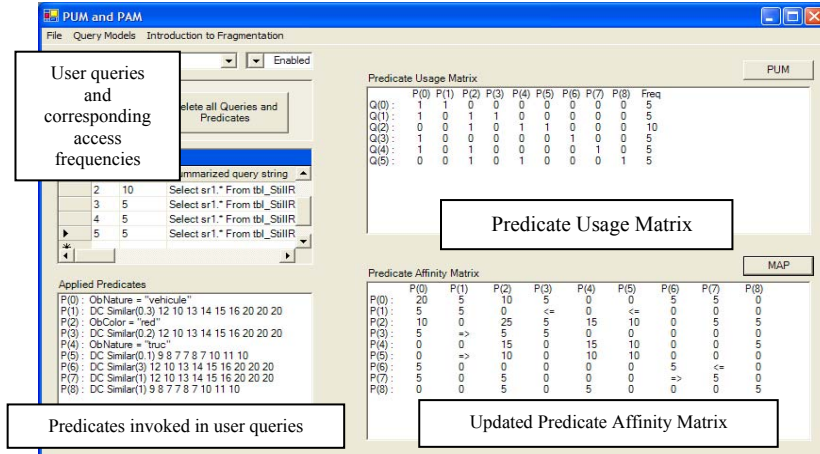 PUM and PAM
File Query Models Introduction to Fragmentation
Enabled
User queries
and
corresponding
access
frequencies
elete all Queries and
Predicates
ummarized query string
2 10 Select sr1.* From tbl_StillR
3 5 Select sr1.* From tbl_StillR
4 5 Select sr1.* From tbl_StillR
5 5 Select sr1.* From tbl_StillR
Applied Predicates
P(0) : ObNature = "vehicule"
P(1) : DC Similar(0.3) 12 10 13 14 15 16 20 20 20
P(2) : ObColor = "red"
P(3) : DC Similar(0.2) 12 10 13 14 15 16 20 20 20
P(4) : ObNature = "truc"
P(5) : DC Similar(0.1) 9 8 7 7 8 7 10 11 10
P(6) : DC Similar(3) 12 10 13 14 15 16 20 20 20
P(7) : DC Similar(1) 12 10 13 14 15 16 20 20 20
P(8) : DC Similar(1) 9 8 7 7 8 7 10 11 10
Predicates invoked in user queries
PUM
Predicate Usage Matrix
P(0) P(1) P(2) P(3) P(4) P(5) P(6) P(7) P(8) Freq
Q(0) : 1 1 0 0 0 0 0 0 0 5
Q(1) : 1 0 1 1 0 0 0 0 0 5
Q(2) : 0 0 1 0 1 1 0 0 0 10
Q(3) : 1 0 0 0 0 0 1 0 0 5
Q(4) : 1 0 1 0 0 0 0 1 0 5
Q(5) : 0 0 1 0 1 0 0 0 1 5
Predicate Usage Matrix
MAP
Predicate Affinity Matrix
P(0) P(1) P(2) P(3) P(4) P(5) P(6) P(7) P(8)
P(0) : 20 5 10 5 0 0 5 5 0
P(1) : 5 5 0 <= 0 <= 0 0 0
P(2) : 10 0 25 5 15 10 0 5 5
P(3) : 5 => 5 5 0 0 0 0 0
P(4) : 0 0 15 0 15 10 0 0 5
P(5) : 0 => 10 0 10 10 0 0 0
P(6) : 5 0 0 0 0 0 5 <= 0
P(7) : 5 0 5 0 0 0 => 5 0
P(8) : 0 0 5 0 5 0 0 0 5
Updated Predicate Affinity Matrix